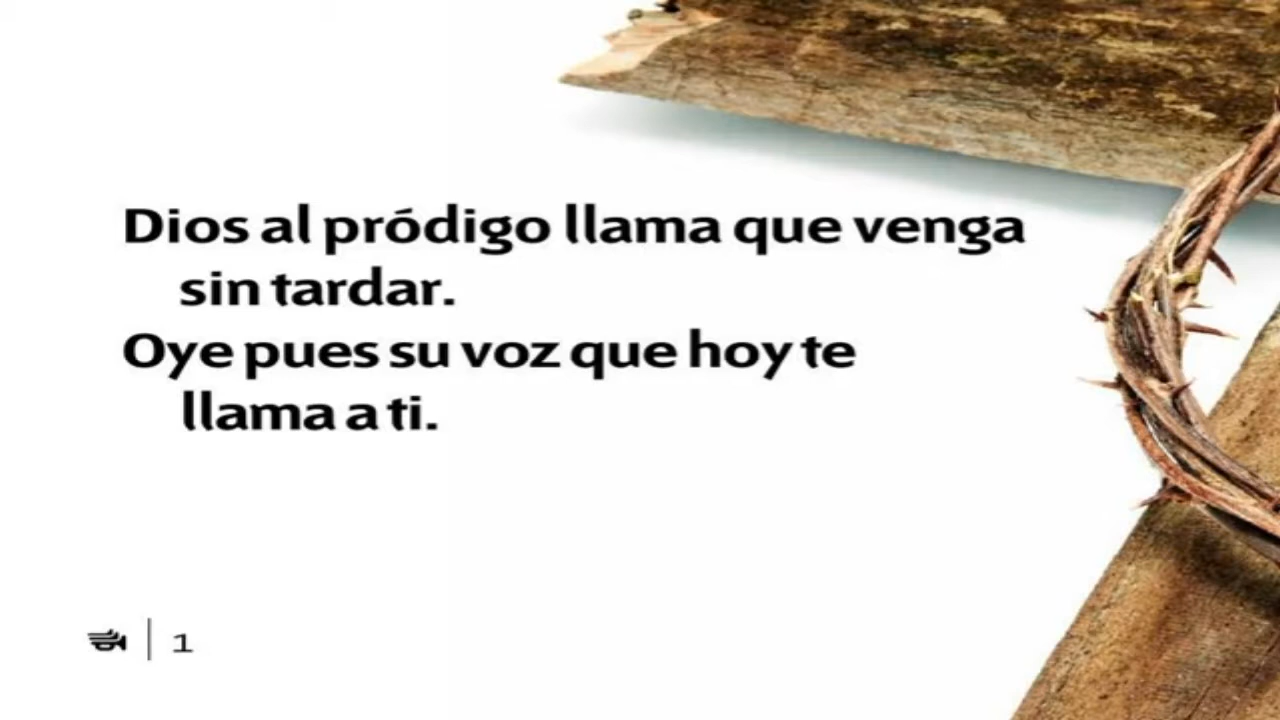 Dios al pródigo llama que venga
sin tardar.
Oye pues su voz que hoy te
llama a ti.
1